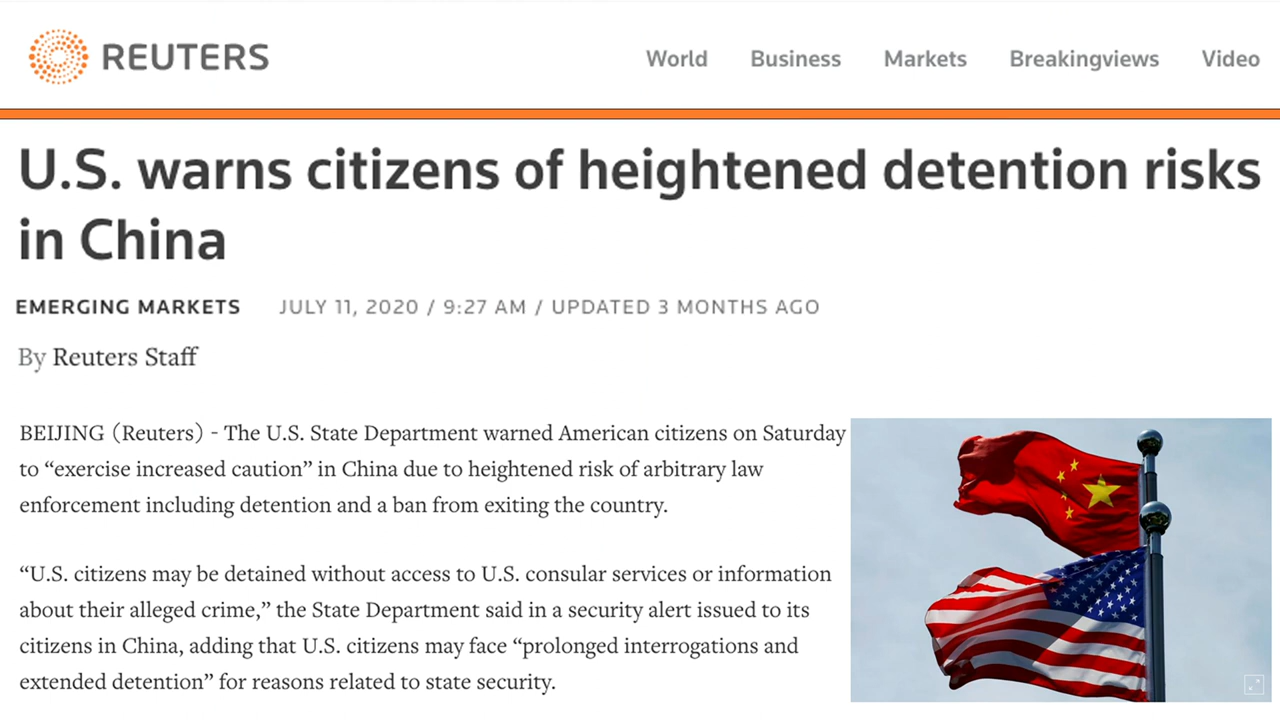 REUTERS
World Business Markets Breakingviews Video
U.S. warns citizens of heightened detention risks
in China
EMERGING MARKETS JULY 11, 2020 / 9:27 AM / UPDATED 3 MONTHS AGO
By Reuters Staff
BEIJING (Reuters) - The U.S. State Department warned American citizens on Saturday
to “exercise increased caution” in China due to heightened risk of arbitrary law
enforcement including detention and a ban from exiting the country.
“U.S. citizens may be detained without access to U.S. consular services or information
about their alleged crime,” the State Department said in a security alert issued to its
citizens in China, adding that U.S. citizens may face “prolonged interrogations and
extended detention” for reasons related to state security.